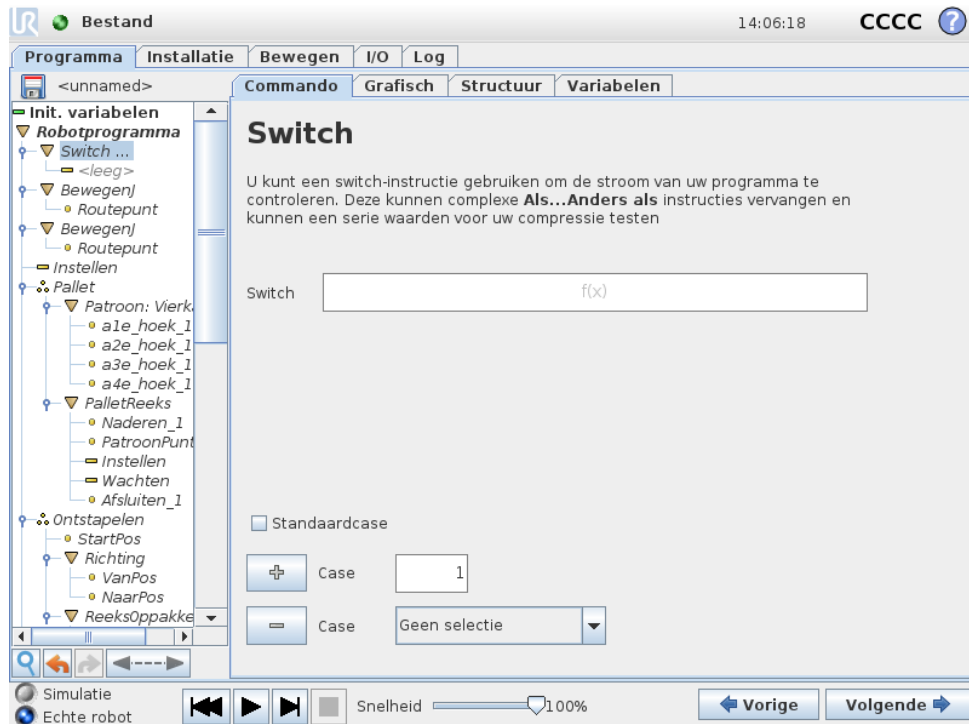 UR Bestand 14:06:18 CCCC ?
Programma Installatie Bewegen I/O Log
<unnamed>
Commando Grafisch Structuur Variabelen
Init. variabelen
Robotprogramma
Switch ...
<leeg>
BewegenJ
Routepunt
BewegenJ
Routepunt
Instellen
Pallet
Patroon: Vierka
a1e_hoek_1
a2e_hoek_1
a3e_hoek_1
a4e_hoek_1
PalletReeks
Naderen_1
PatroonPunt
Instellen
Wachten
Afsluiten_1
Ontstapelen
StartPos
Richting
VanPos
NaarPos
ReeksOppakke
Switch
U kunt een switch-instructie gebruiken om de stroom van uw programma te
controleren. Deze kunnen complexe Als...Anders als instructies vervangen en
kunnen een serie waarden voor uw compressie testen
Switch f(x)
Standaardcase
Case 1
Case Geen selectie
Simulatie
Echte robot
Snelheid 100%
Vorige Volgende